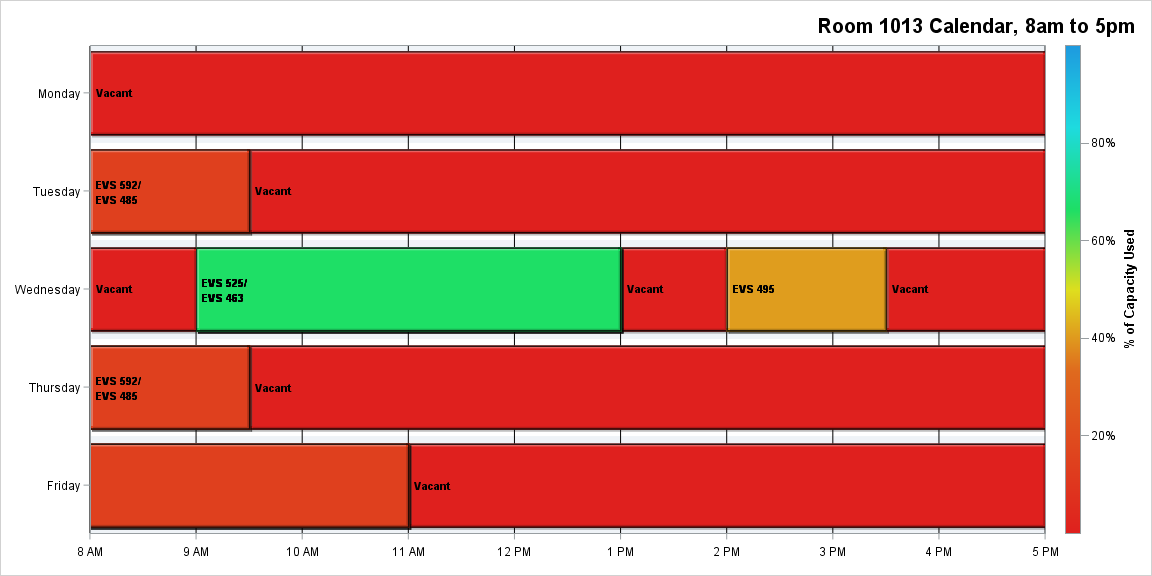 Room 1013 Calendar, 8am to 5pm
Monday
Vacant
Tuesday
EVS 592/
EVS 485
Vacant
Wednesday
Vacant
EVS 525/
EVS 463
Vacant
EVS 495
Vacant
Thursday
EVS 592/
EVS 485
Vacant
Friday
Vacant
8 AM 9 AM 10 AM 11 AM 12 PM 1 PM 2 PM 3 PM 4 PM 5 PM
80%
60%
40%
20%
% of Capacity Used